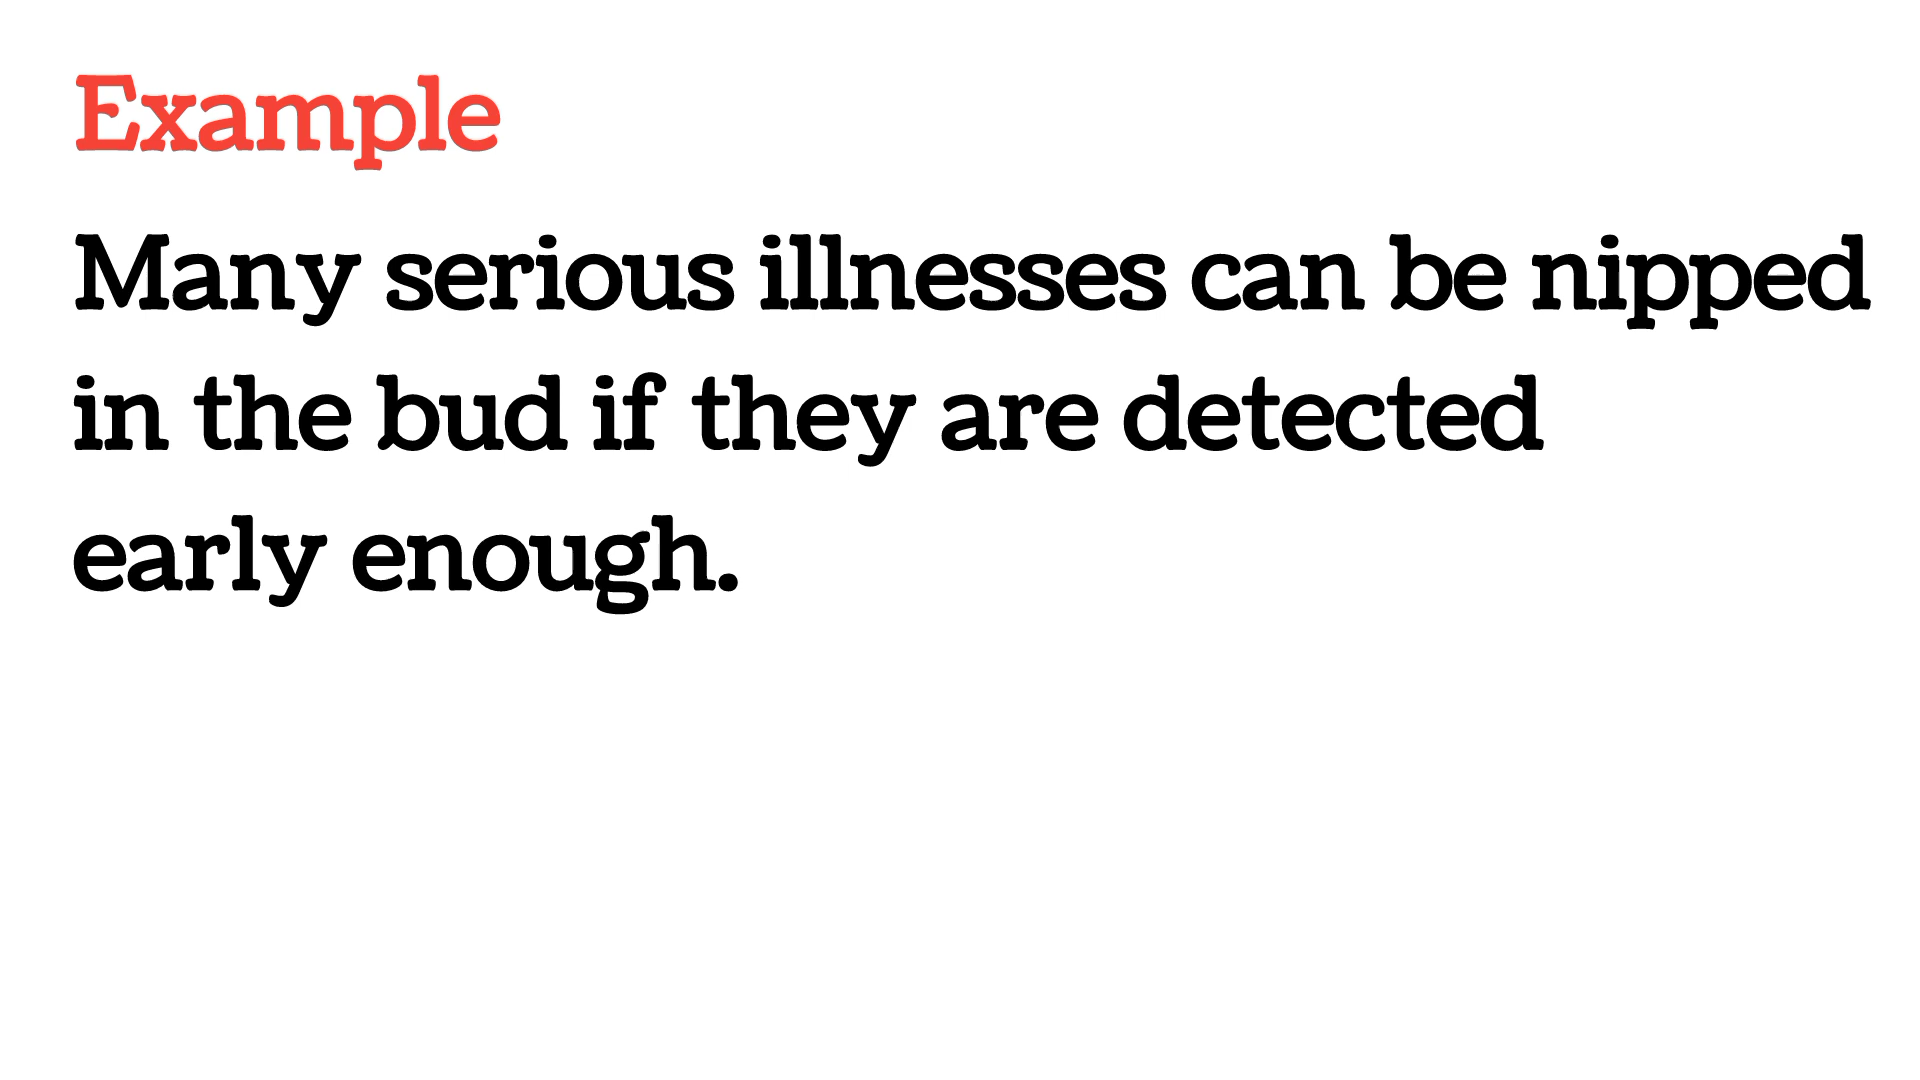 Example
Many serious illnesses can be nipped
in the bud if they are detected
early enough.